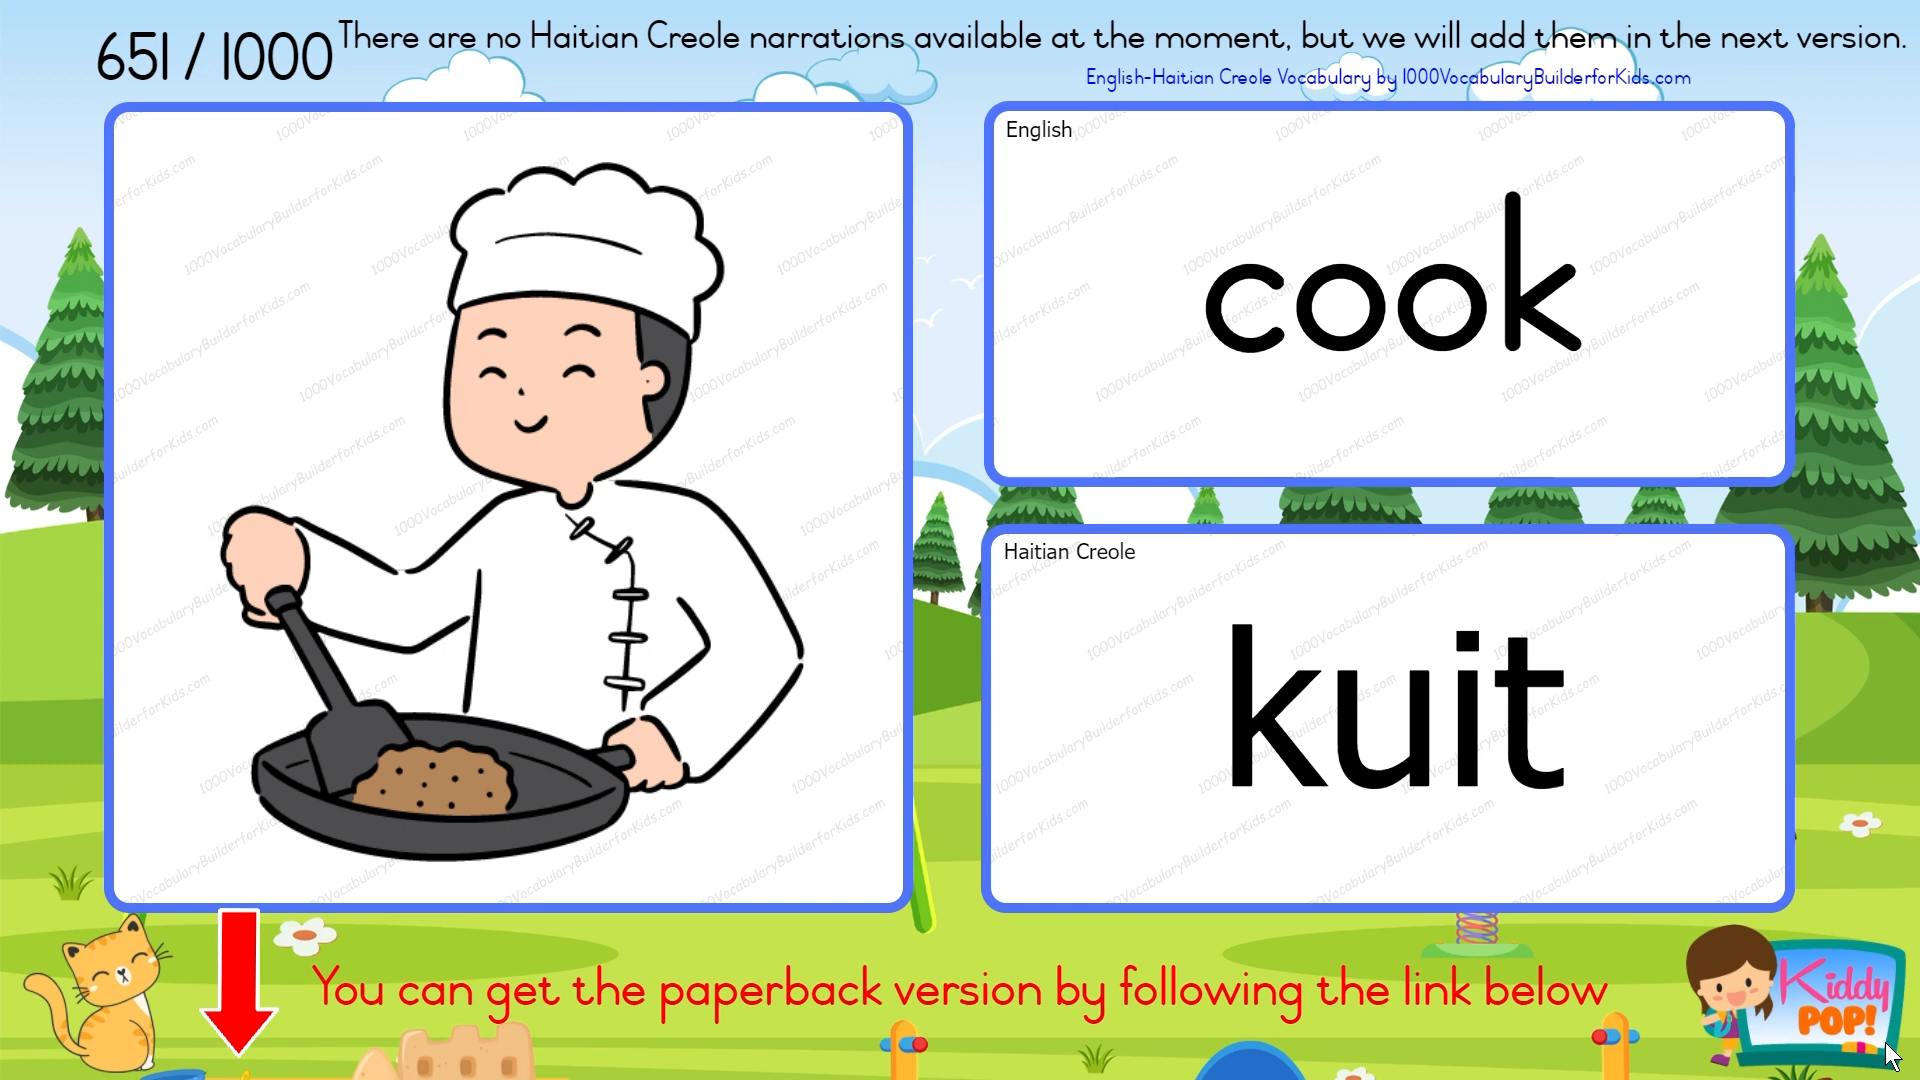 651 / 1000
There are no Haitian Creole narrations available at the moment, but we will add them in the next version.
English-Haitian Creole Vocabulary by 1000VocabularyBuilderforKids.com
English
cook
Haitian Creole
kuit
You can get the paperback version by following the link below
Kiddy
POP!
1000VocabularyBuilderforKids.com